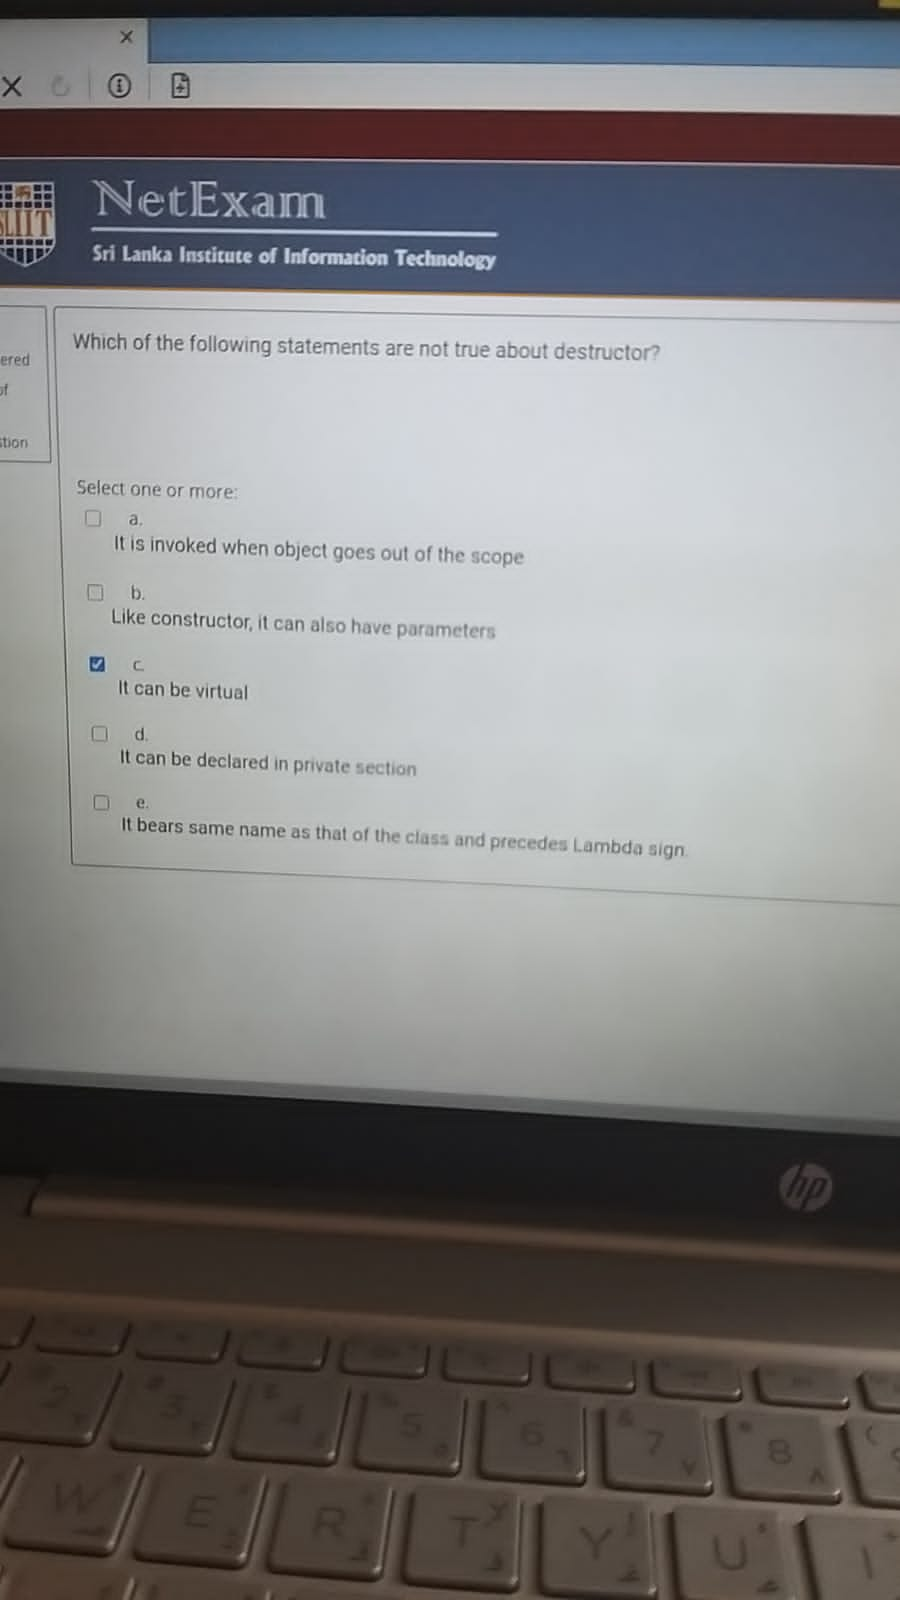 SLIIT
NetExam
Sri Lanka Institute of Information Technology
ered
of
stion
Which of the following statements are not true about destructor?
Select one or more:
a.
It is invoked when object goes out of the scope
b.
Like constructor, it can also have parameters
c.
It can be virtual
d.
It can be declared in private section
e.
It bears same name as that of the class and precedes Lambda sign.
hp
2 3 4 5 6 7 8
W E R T Y U I